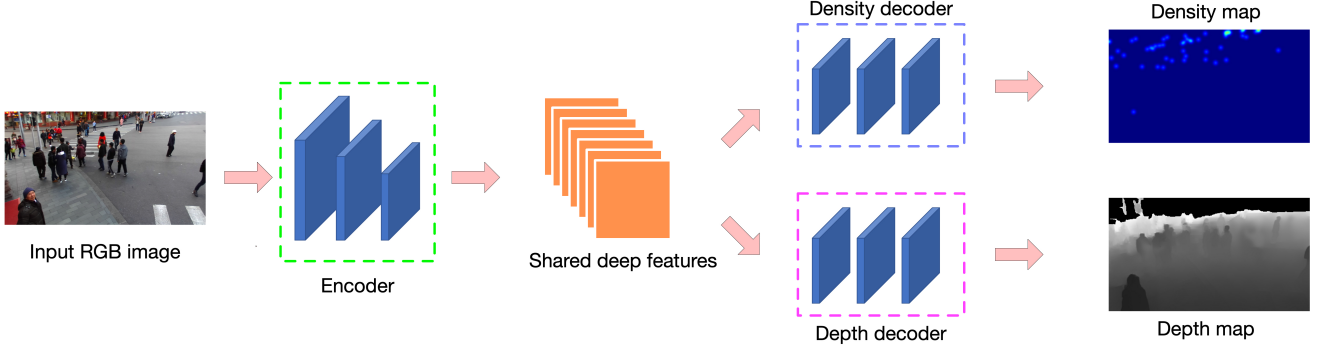 Density decoder
Density map
Input RGB image
Encoder
Shared deep features
Depth decoder
Depth map